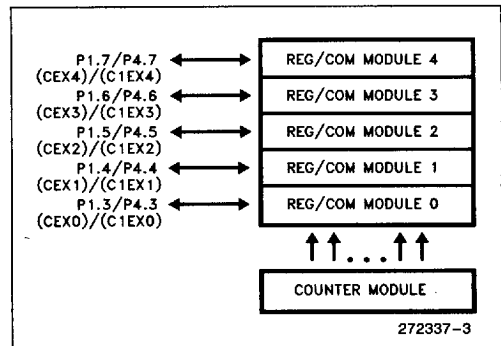 P1.7/P4.7
(CEX4)/(C1EX4)
REG/COM MODULE 4
P1.6/P4.6
(CEX3)/(C1EX3)
REG/COM MODULE 3
P1.5/P4.5
(CEX2)/(C1EX2)
REG/COM MODULE 2
P1.4/P4.4
(CEX1)/(C1EX1)
REG/COM MODULE 1
P1.3/P4.3
(CEX0)/(C1EX0)
REG/COM MODULE 0
...
COUNTER MODULE
272337-3